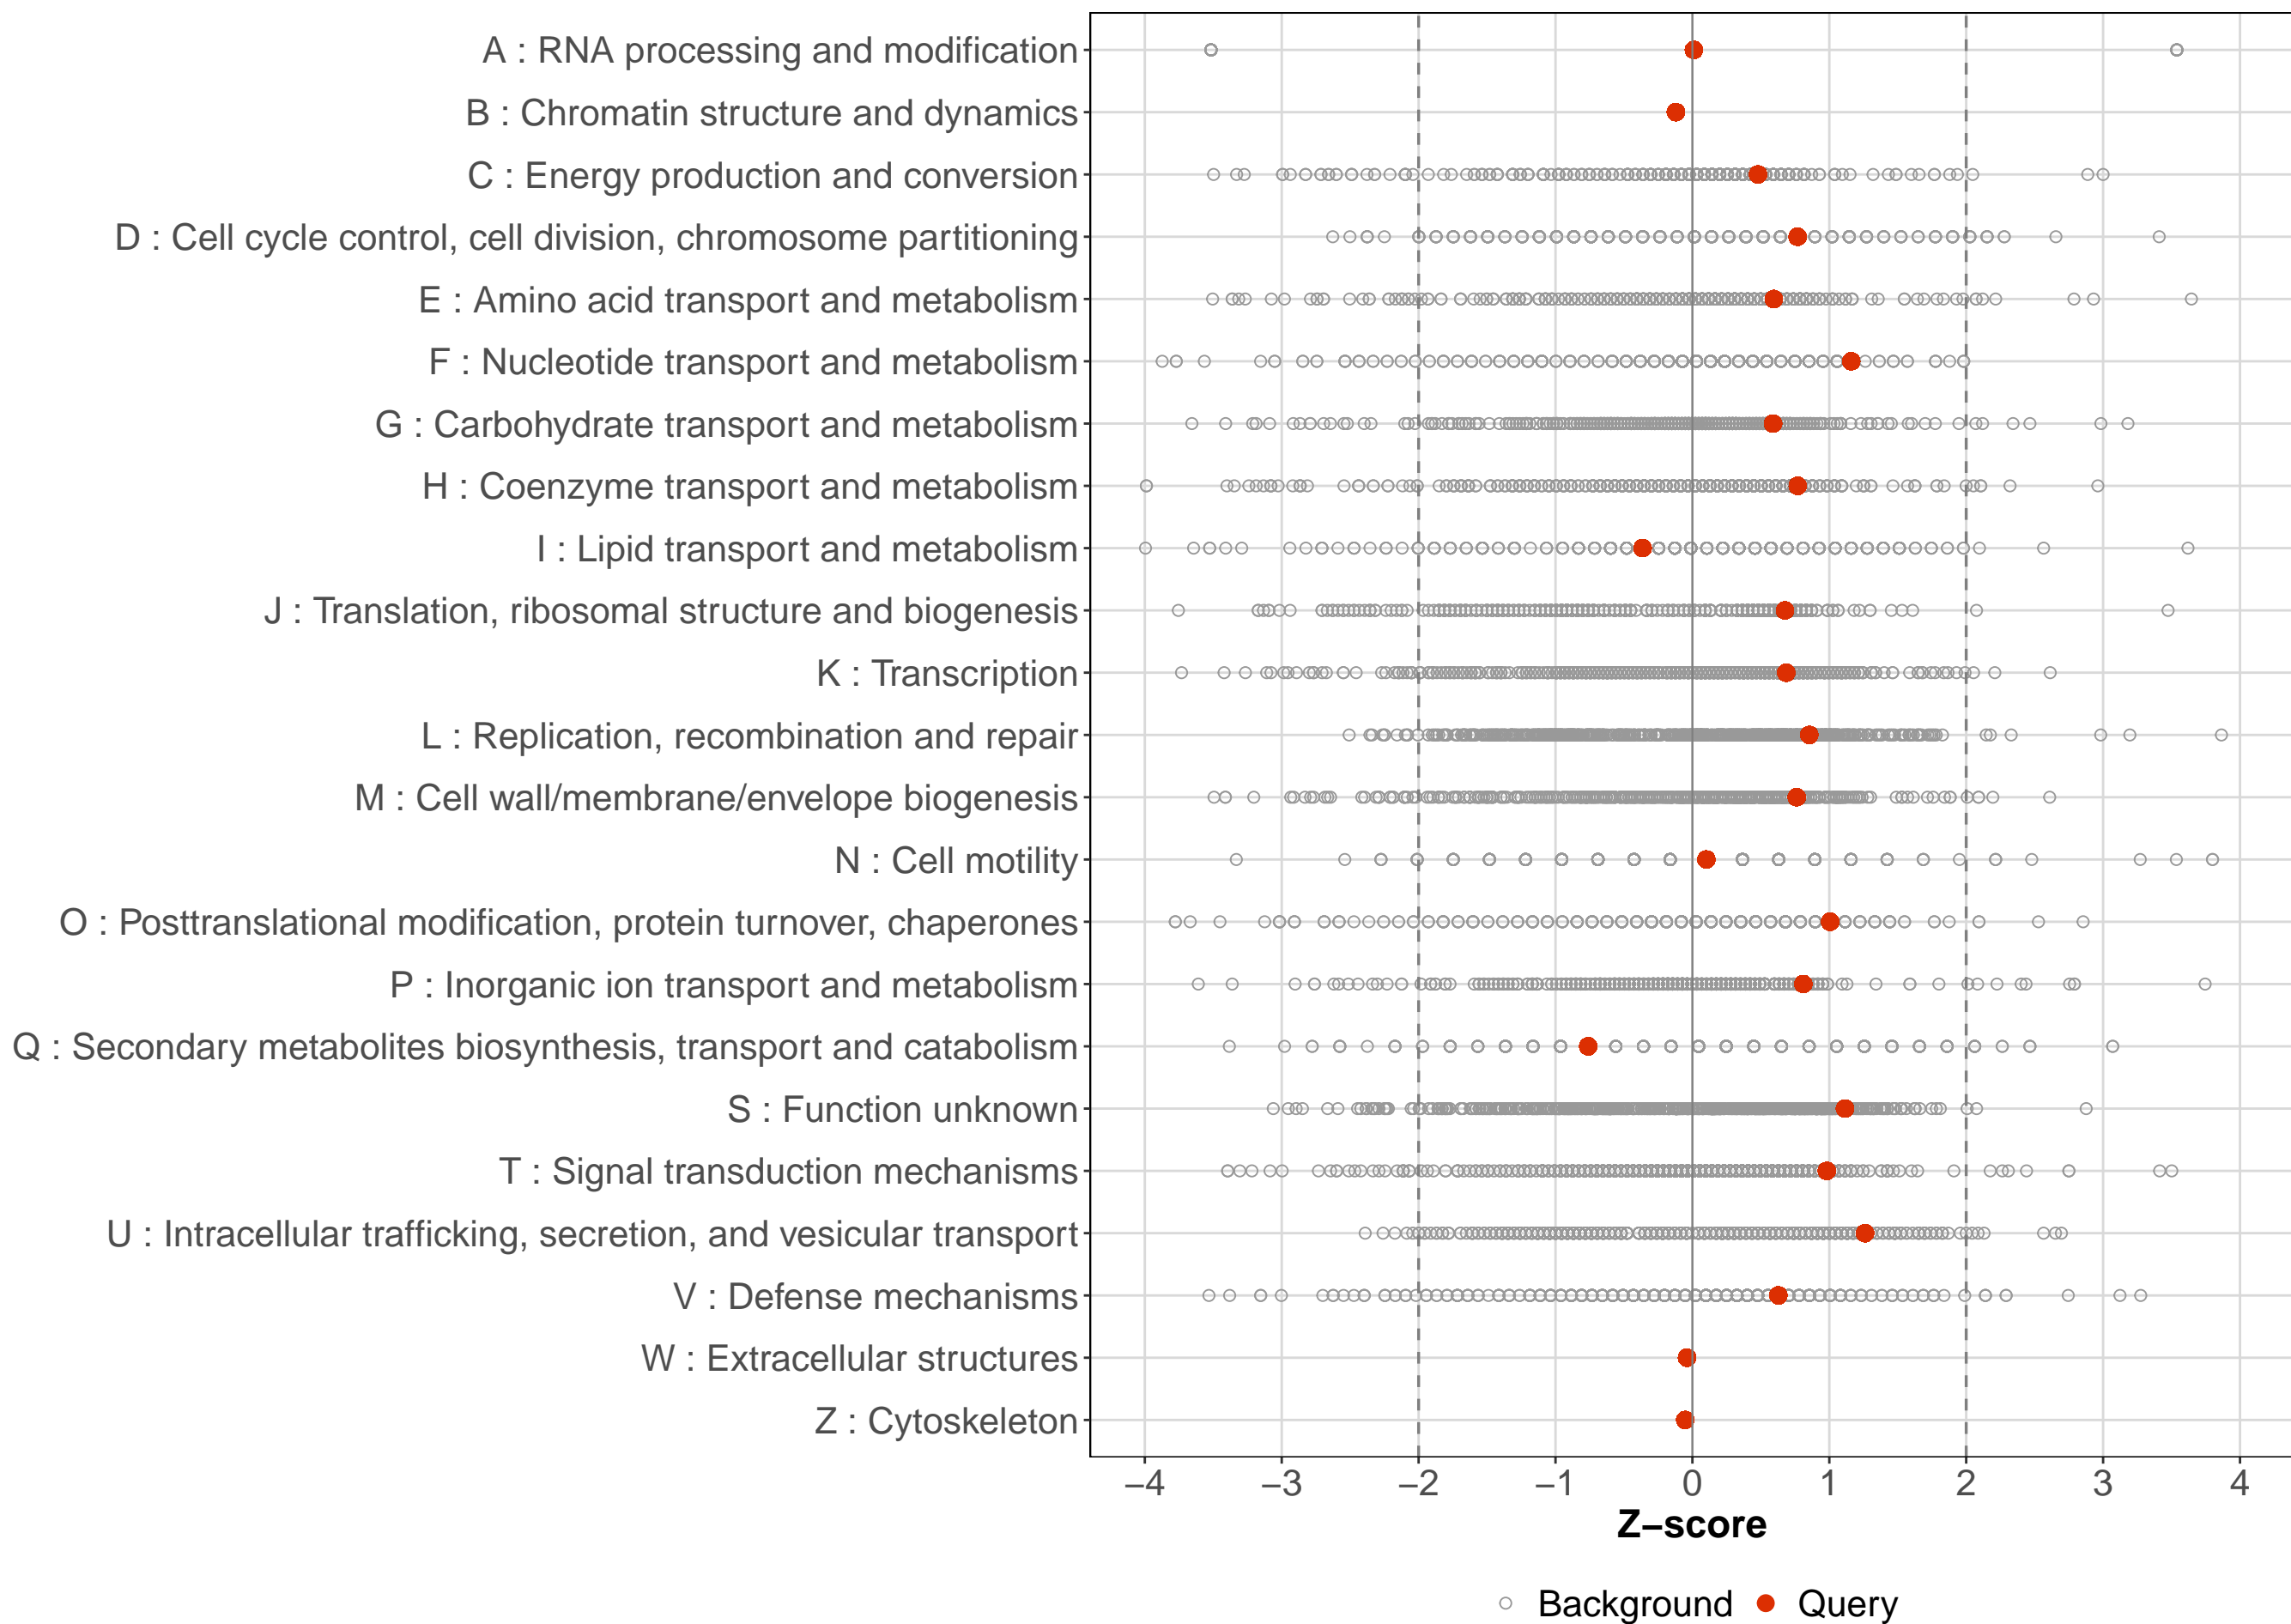 A : RNA processing and modification
B : Chromatin structure and dynamics
C : Energy production and conversion
D : Cell cycle control, cell division, chromosome partitioning
E : Amino acid transport and metabolism
F : Nucleotide transport and metabolism
G : Carbohydrate transport and metabolism
H : Coenzyme transport and metabolism
I : Lipid transport and metabolism
J : Translation, ribosomal structure and biogenesis
K : Transcription
L : Replication, recombination and repair
M : Cell wall/membrane/envelope biogenesis
N : Cell motility
O : Posttranslational modification, protein turnover, chaperones
P : Inorganic ion transport and metabolism
Q : Secondary metabolites biosynthesis, transport and catabolism
S : Function unknown
T : Signal transduction mechanisms
U : Intracellular trafficking, secretion, and vesicular transport
V : Defense mechanisms
W : Extracellular structures
Z : Cytoskeleton
−4 −3 −2 −1 0 1 2 3 4
Z−score
Background Query